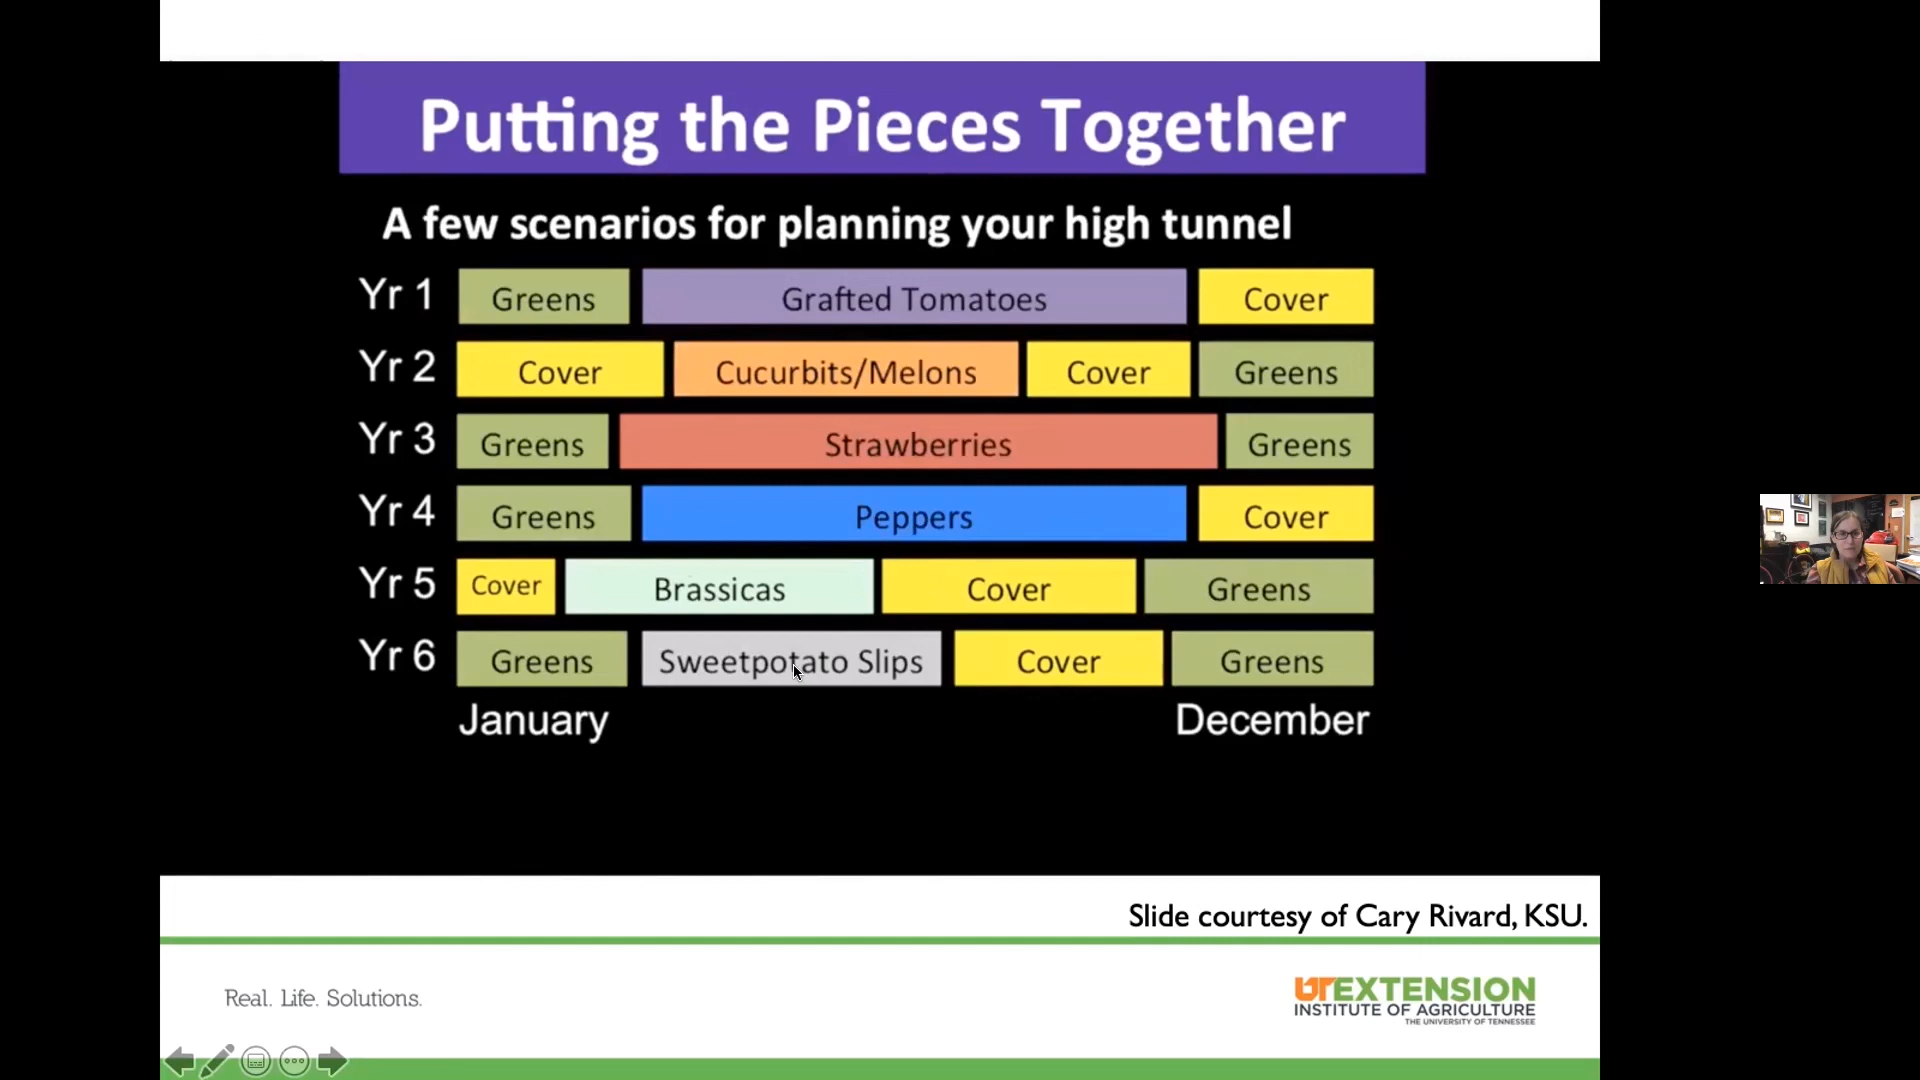 Putting the Pieces Together
A few scenarios for planning your high tunnel
Yr 1 Greens Grafted Tomatoes Cover
Yr 2 Cover Cucurbits/Melons Cover Greens
Yr 3 Greens Strawberries Greens
Yr 4 Greens Peppers Cover
Yr 5 Cover Brassicas Cover Greens
Yr 6 Greens Sweetpotato Slips Cover Greens
January December
Slide courtesy of Cary Rivard, KSU.
Real. Life. Solutions.
UTEXTENSION
INSTITUTE OF AGRICULTURE
THE UNIVERSITY OF TENNESSEE